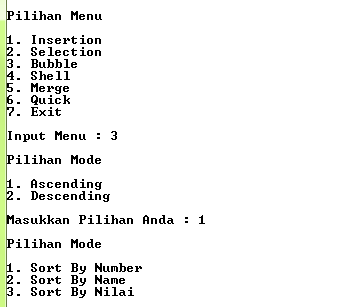 Pilihan Menu
1. Insertion
2. Selection
3. Bubble
4. Shell
5. Merge
6. Quick
7. Exit
Input Menu : 3
Pilihan Mode
1. Ascending
2. Descending
Masukkan Pilihan Anda : 1
Pilihan Mode
1. Sort By Number
2. Sort By Name
3. Sort By Nilai